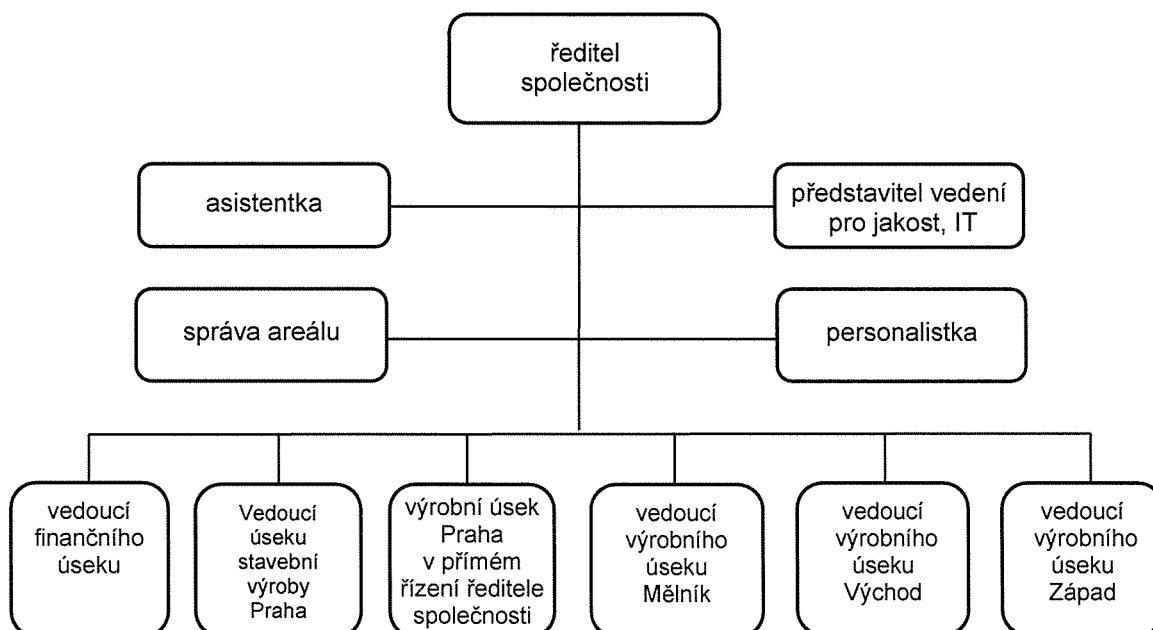 ředitel
společnosti
asistentka
představitel vedení
pro jakost, IT
správa areálu
personalistka
vedoucí
finančního
úseku
Vedoucí
úseku
stavební
výroby
Praha
výrobní úsek
Praha
v přímém
řízení ředitele
společnosti
vedoucí
výrobního
úseku
Mělník
vedoucí
výrobního
úseku
Východ
vedoucí
výrobního
úseku
Západ